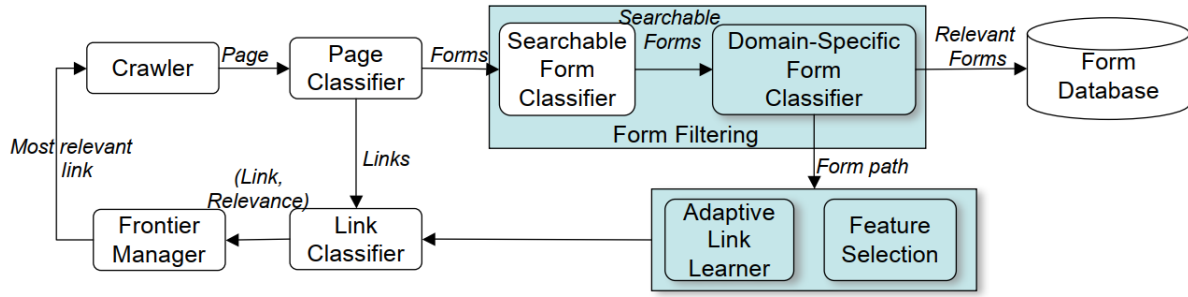 Crawler
Page
Page
Classifier
Forms
Searchable
Form
Classifier
Searchable
Forms
Domain-Specific
Form
Classifier
Form Filtering
Relevant
Forms
Form
Database
Most relevant
link
Links
Form path
(Link,
Relevance)
Frontier
Manager
Link
Classifier
Adaptive
Link
Learner
Feature
Selection